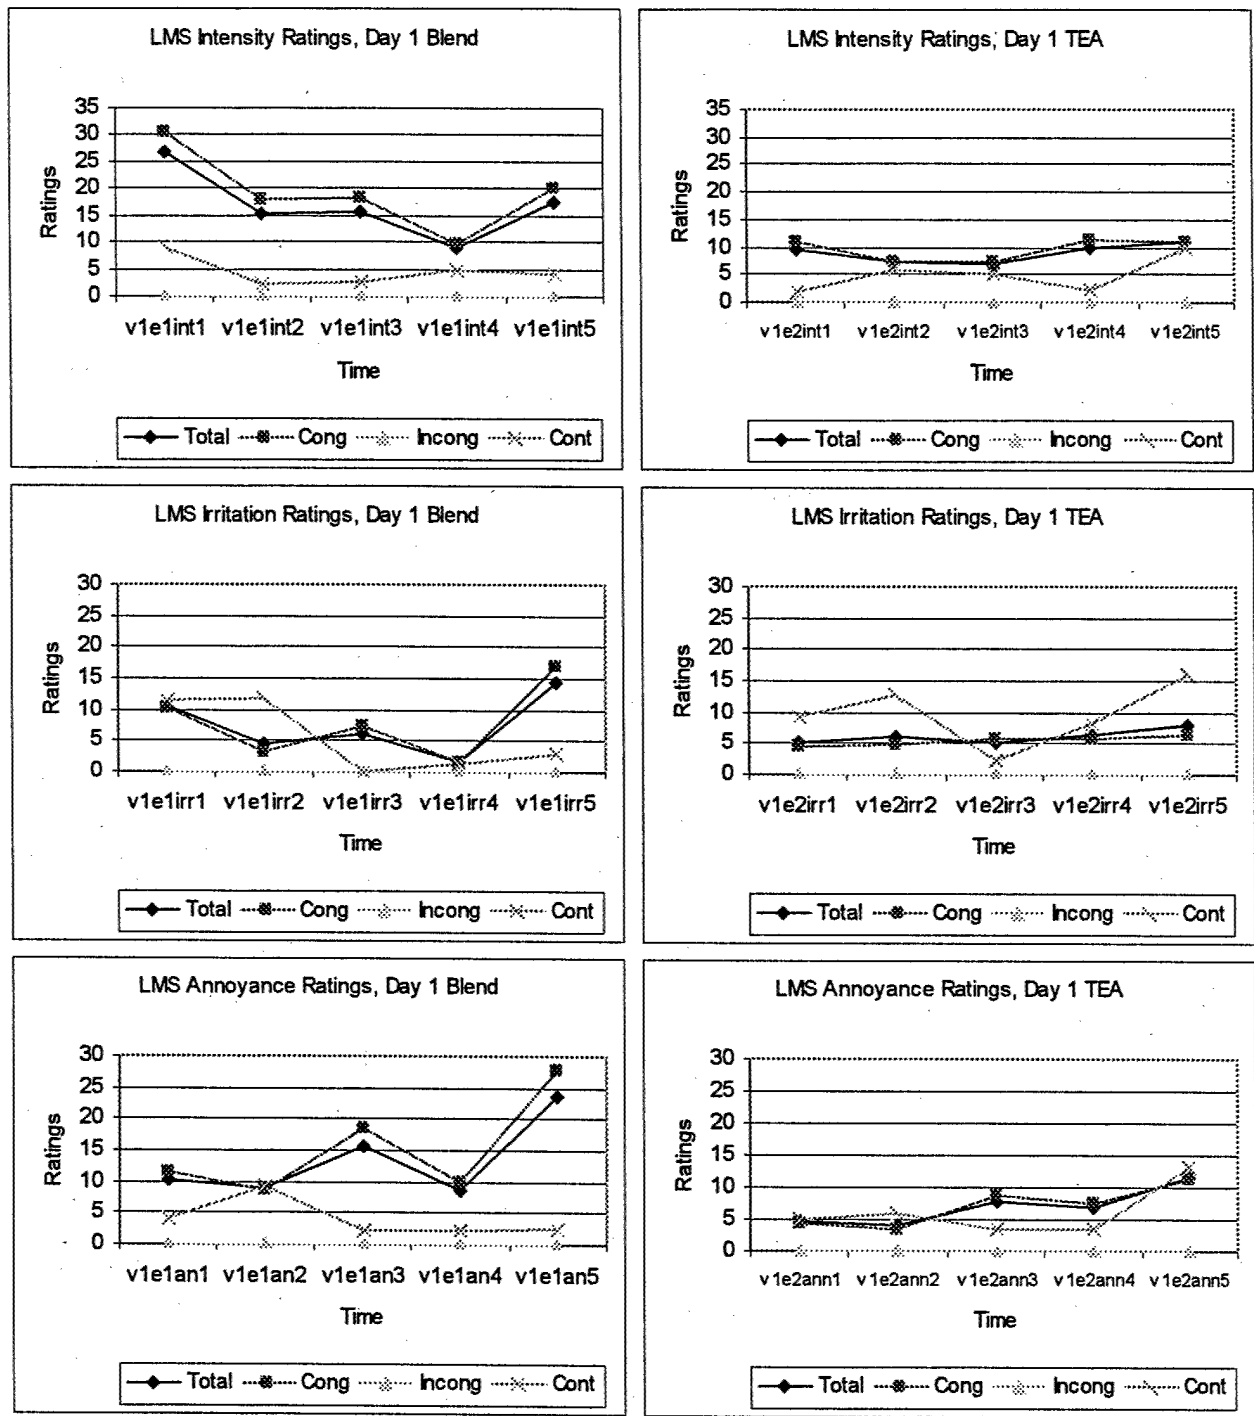 LMS Intensity Ratings, Day 1 Blend
35
30
25
20
15
10
5
0
Ratings
v1e1int1 v1e1int2 v1e1int3 v1e1int4 v1e1int5
Time
Total Cong Incong Cont
LMS Intensity Ratings, Day 1 TEA
35
30
25
20
15
10
5
0
Ratings
v1e2int1 v1e2int2 v1e2int3 v1e2int4 v1e2int5
Time
Total Cong Incong Cont
LMS Irritation Ratings, Day 1 Blend
30
25
20
15
10
5
0
Ratings
v1e1irr1 v1e1irr2 v1e1irr3 v1e1irr4 v1e1irr5
Time
Total Cong Incong Cont
LMS Irritation Ratings, Day 1 TEA
30
25
20
15
10
5
0
Ratings
v1e2irr1 v1e2irr2 v1e2irr3 v1e2irr4 v1e2irr5
Time
Total Cong Incong Cont
LMS Annoyance Ratings, Day 1 Blend
30
25
20
15
10
5
0
Ratings
v1e1an1 v1e1an2 v1e1an3 v1e1an4 v1e1an5
Time
Total Cong Incong Cont
LMS Annoyance Ratings, Day 1 TEA
30
25
20
15
10
5
0
Ratings
v1e2ann1 v1e2ann2 v1e2ann3 v1e2ann4 v1e2ann5
Time
Total Cong Incong Cont